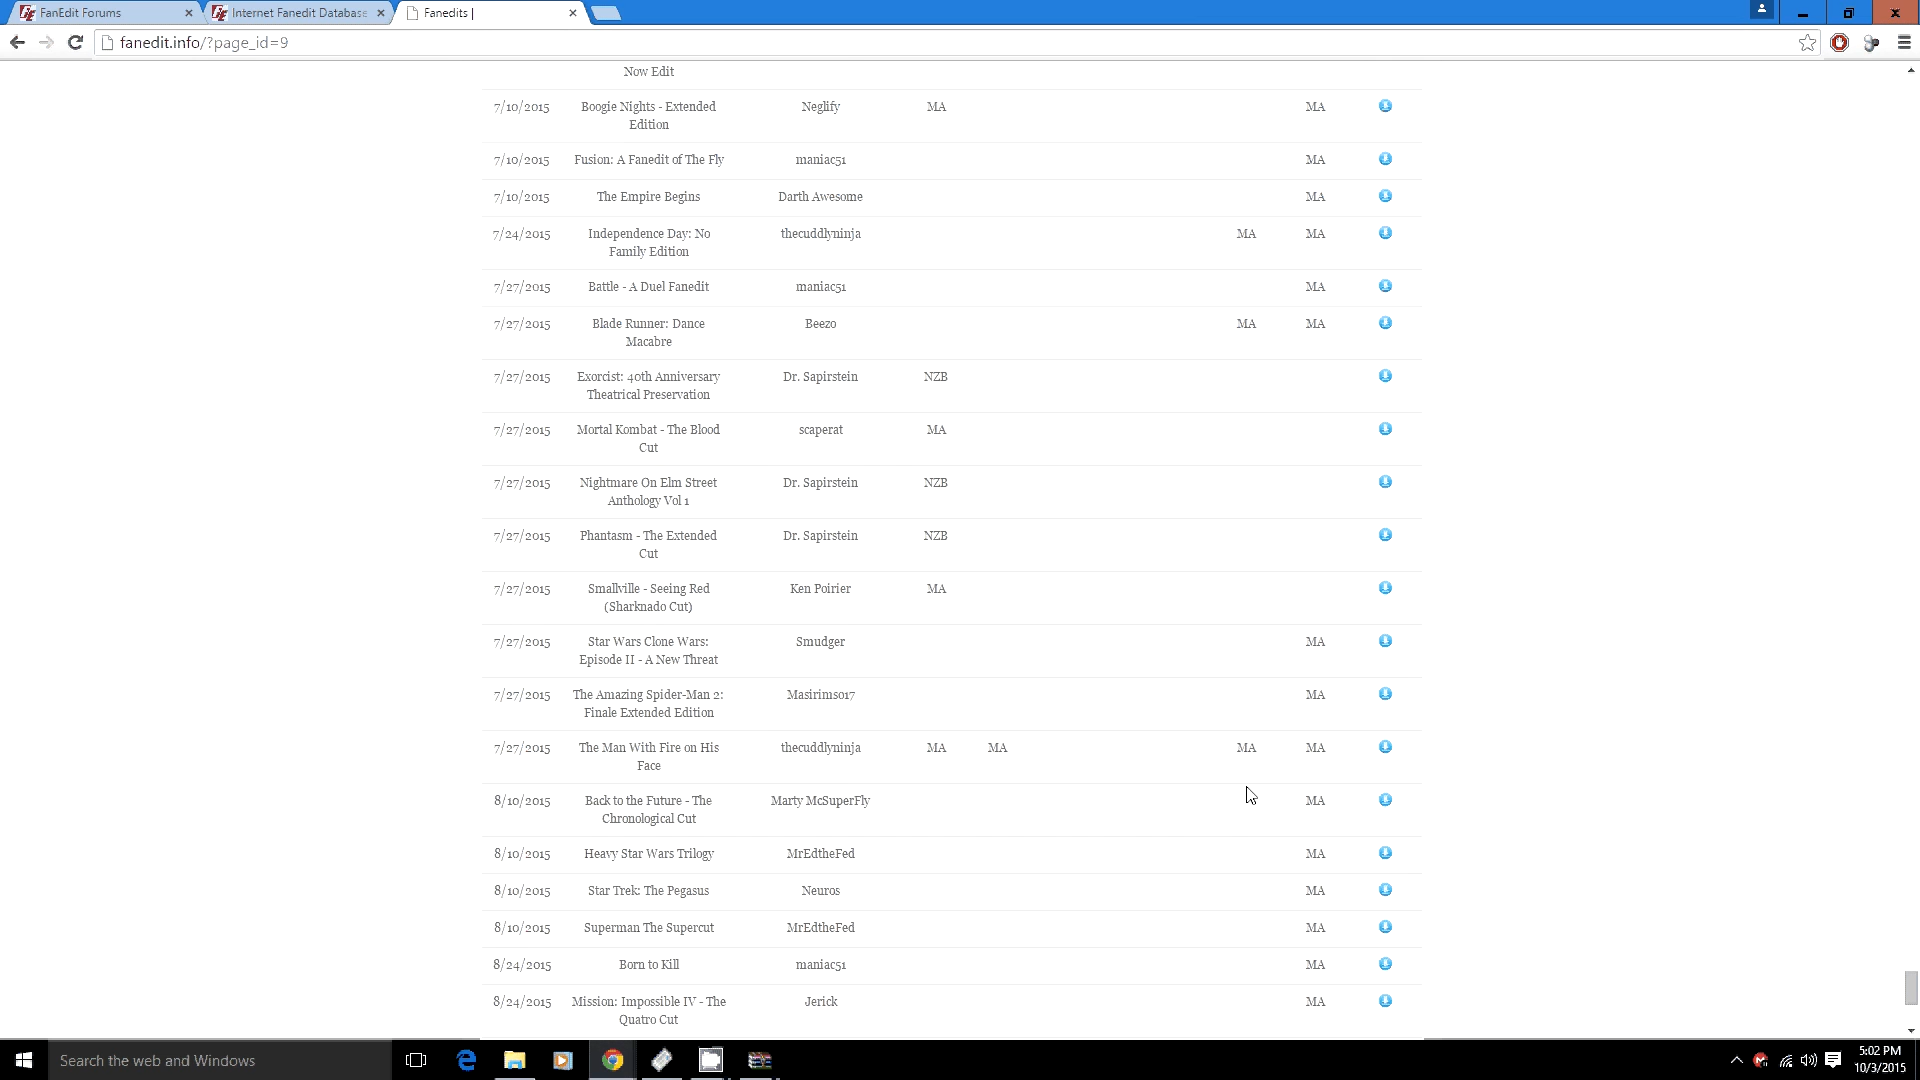 FanEdit Forums
Internet Fanedit Database
Fanedits |
fanedit.info/?page_id=9
Now Edit
7/10/2015 Boogie Nights - Extended Neglify MA MA
Edition
7/10/2015 Fusion: A Fanedit of The Fly maniac51 MA
7/10/2015 The Empire Begins Darth Awesome MA
7/24/2015 Independence Day: No thecuddlyninja MA MA
Family Edition
7/27/2015 Battle - A Duel Fanedit maniac51 MA
7/27/2015 Blade Runner: Dance Beezo MA MA
Macabre
7/27/2015 Exorcist: 40th Anniversary Dr. Sapirstein NZB
Theatrical Preservation
7/27/2015 Mortal Kombat - The Blood scaperat MA
Cut
7/27/2015 Nightmare On Elm Street Dr. Sapirstein NZB
Anthology Vol 1
7/27/2015 Phantasm - The Extended Dr. Sapirstein NZB
Cut
7/27/2015 Smallville - Seeing Red Ken Poirier MA
(Sharknado Cut)
7/27/2015 Star Wars Clone Wars: Smudger MA
Episode II - A New Threat
7/27/2015 The Amazing Spider-Man 2: Masirimso17 MA
Finale Extended Edition
7/27/2015 The Man With Fire on His thecuddlyninja MA MA MA MA
Face
8/10/2015 Back to the Future - The Marty McSuperFly MA
Chronological Cut
8/10/2015 Heavy Star Wars Trilogy MrEdtheFed MA
8/10/2015 Star Trek: The Pegasus Neuros MA
8/10/2015 Superman The Supercut MrEdtheFed MA
8/24/2015 Born to Kill maniac51 MA
8/24/2015 Mission: Impossible IV - The Jerick MA
Quatro Cut
Search the web and Windows
5:02 PM
10/3/2015